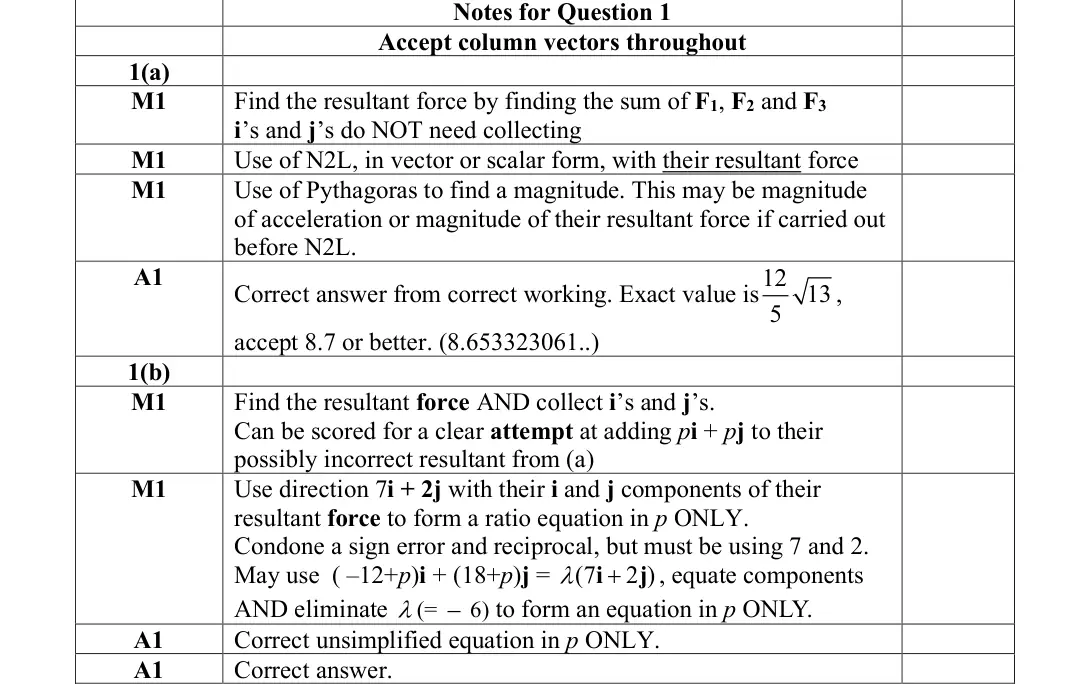 Notes for Question 1
Accept column vectors throughout
1(a)
M1 Find the resultant force by finding the sum of F₁, F₂ and F₃
i’s and j’s do NOT need collecting
M1 Use of N2L, in vector or scalar form, with their resultant force
M1 Use of Pythagoras to find a magnitude. This may be magnitude
of acceleration or magnitude of their resultant force if carried out
before N2L.
A1 Correct answer from correct working. Exact value is 12/5 √13 ,
accept 8.7 or better. (8.653323061..)
1(b)
M1 Find the resultant force AND collect i’s and j’s.
Can be scored for a clear attempt at adding pi + pj to their
possibly incorrect resultant from (a)
M1 Use direction 7i + 2j with their i and j components of their
resultant force to form a ratio equation in p ONLY.
Condone a sign error and reciprocal, but must be using 7 and 2.
May use ( –12+p)i + (18+p)j = λ(7i + 2j) , equate components
AND eliminate λ (= – 6) to form an equation in p ONLY.
A1 Correct unsimplified equation in p ONLY.
A1 Correct answer.